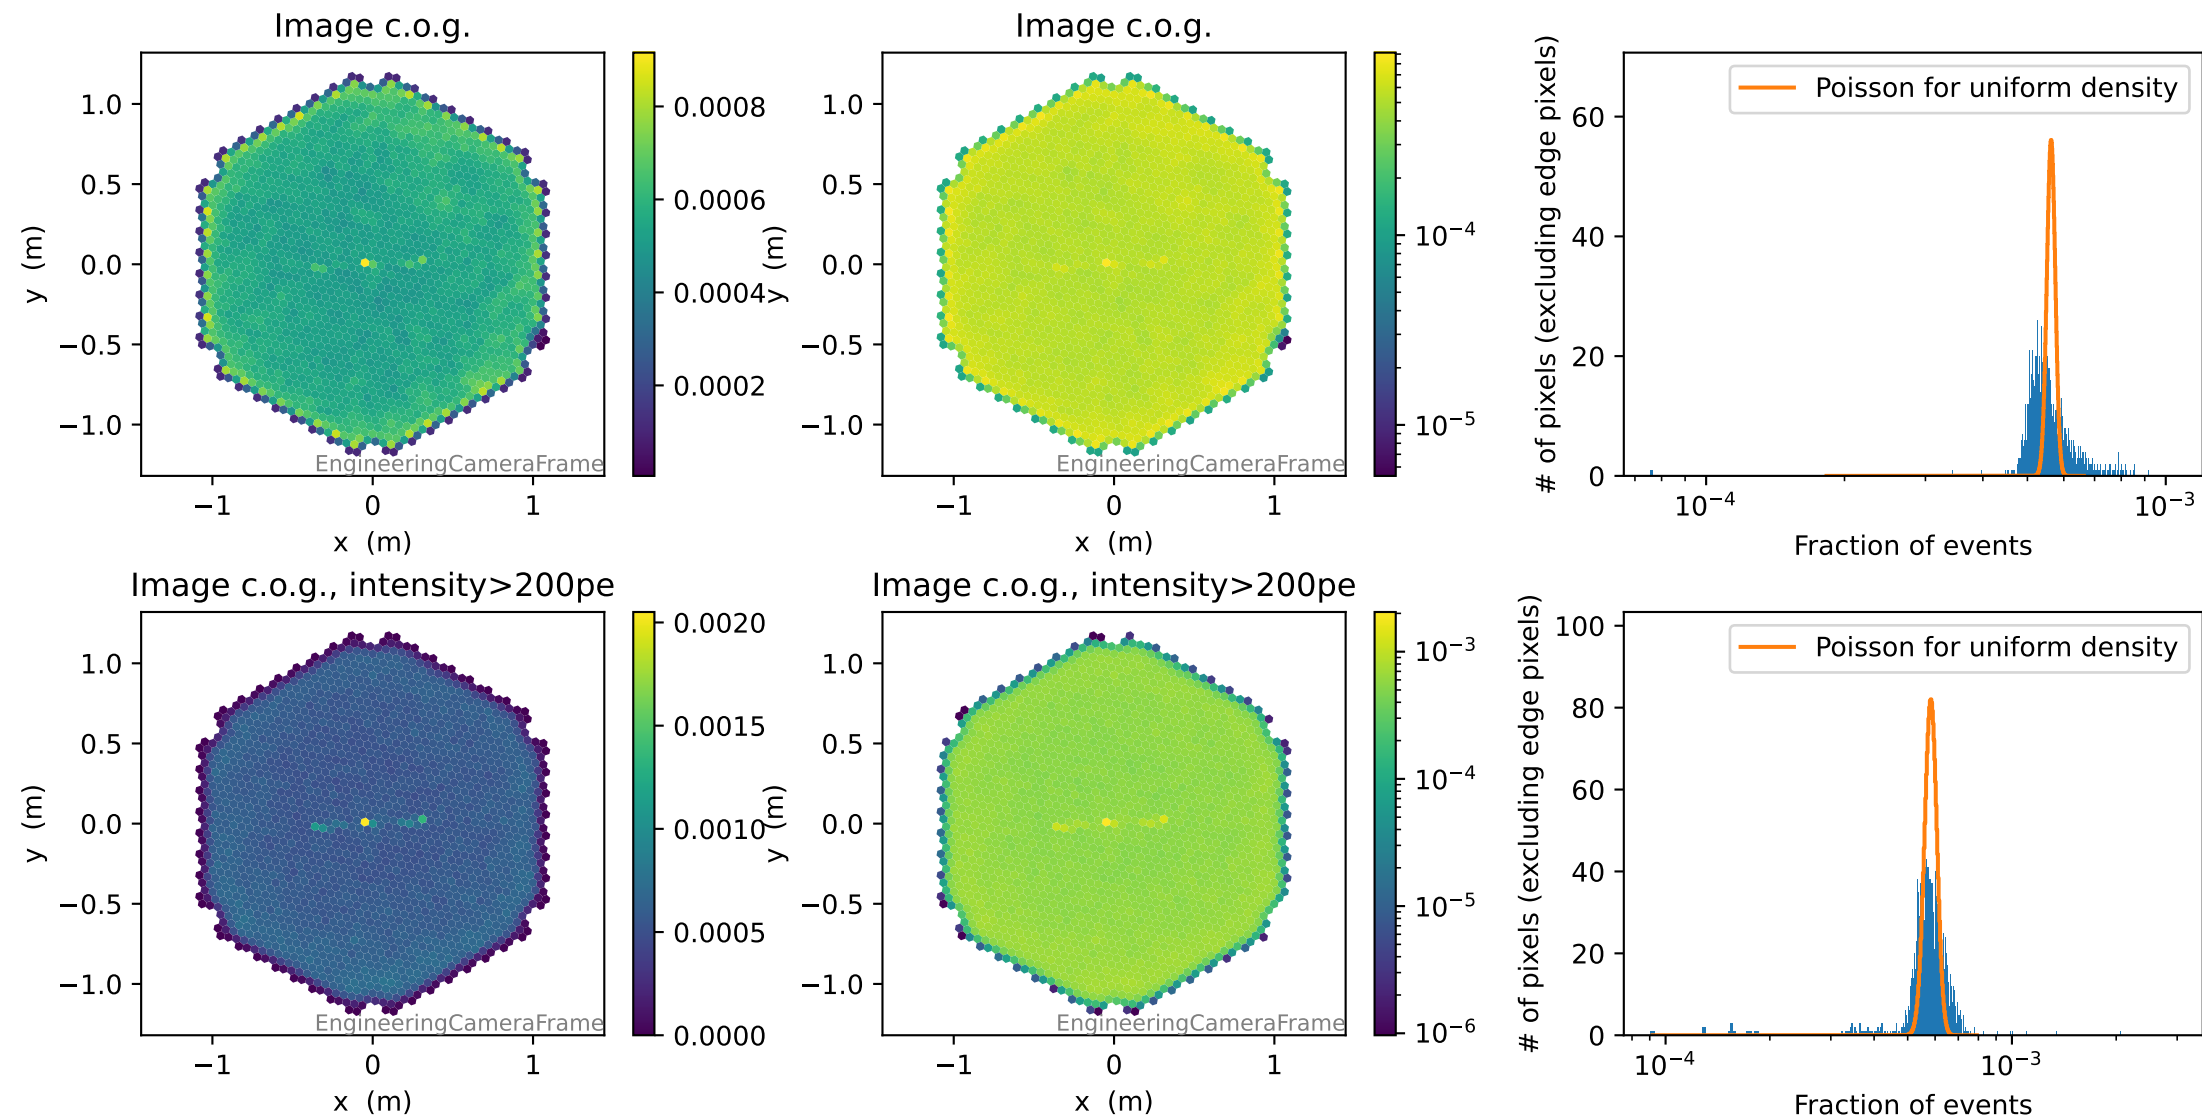 Image c.o.g.
1.0
0.5
0.0
−0.5
−1.0
y (m)
EngineeringCameraFrame
−1
0
1
x (m)
0.0008
0.0006
0.0004
0.0002
Image c.o.g.
1.0
0.5
0.0
−0.5
−1.0
y (m)
EngineeringCameraFrame
−1
0
1
x (m)
10−4
10−5
# of pixels (excluding edge pixels)
60
40
20
0
Poisson for uniform density
10−4
10−3
Fraction of events
Image c.o.g., intensity>200pe
1.0
0.5
0.0
−0.5
−1.0
y (m)
EngineeringCameraFrame
−1
0
1
x (m)
0.0020
0.0015
0.0010
0.0005
0.0000
Image c.o.g., intensity>200pe
1.0
0.5
0.0
−0.5
−1.0
y (m)
EngineeringCameraFrame
−1
0
1
x (m)
10−3
10−4
10−5
10−6
# of pixels (excluding edge pixels)
100
80
60
40
20
0
Poisson for uniform density
10−4
10−3
Fraction of events